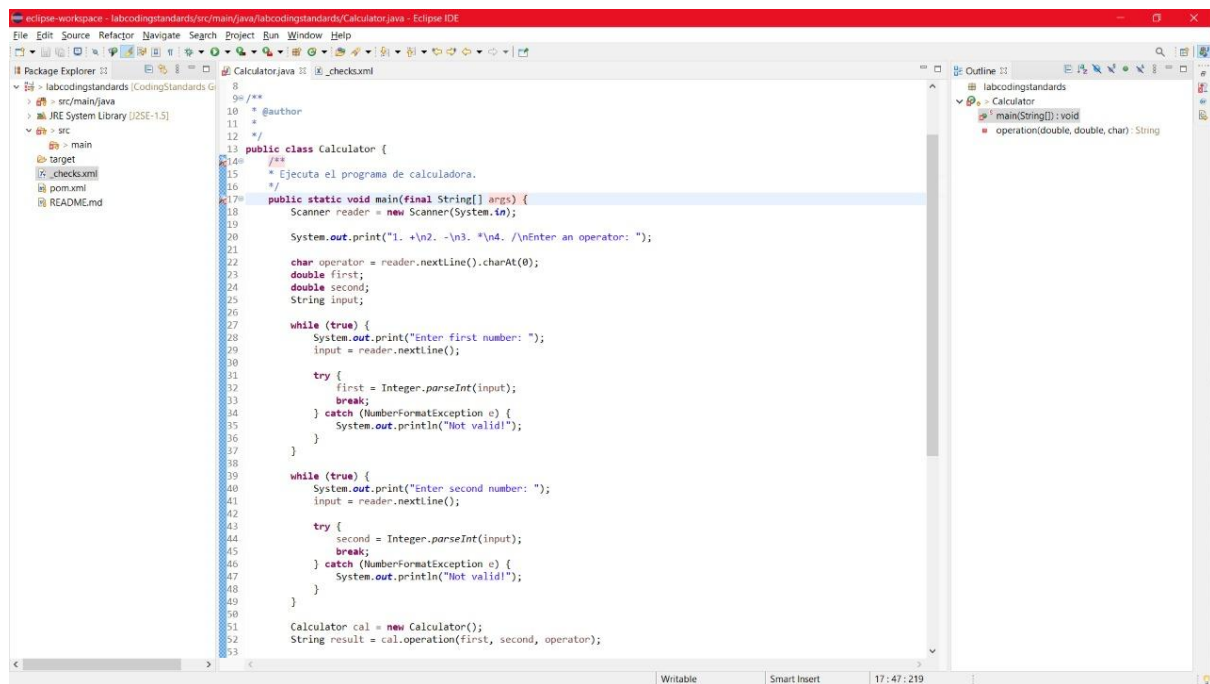 eclipse-workspace - labcodingstandards/src/main/java/labcodingstandards/Calculator.java - Eclipse IDE
File Edit Source Refactor Navigate Search Project Run Window Help
Package Explorer
labcodingstandards [CodingStandards G
src/main/java
JRE System Library [J2SE-1.5]
src
main
target
_checks.xml
pom.xml
README.md
Calculator.java _checks.xml
8
9 /**
10 * @author
11 *
12 */
13 public class Calculator {
14 /**
15 * Ejecuta el programa de calculadora.
16 */
17 public static void main(final String[] args) {
18 Scanner reader = new Scanner(System.in);
19
20 System.out.print("1. +\n2. -\n3. *\n4. /\nEnter an operator: ");
21
22 char operator = reader.nextLine().charAt(0);
23 double first;
24 double second;
25 String input;
26
27 while (true) {
28 System.out.print("Enter first number: ");
29 input = reader.nextLine();
30
31 try {
32 first = Integer.parseInt(input);
33 break;
34 } catch (NumberFormatException e) {
35 System.out.println("Not valid!");
36 }
37 }
38
39 while (true) {
40 System.out.print("Enter second number: ");
41 input = reader.nextLine();
42
43 try {
44 second = Integer.parseInt(input);
45 break;
46 } catch (NumberFormatException e) {
47 System.out.println("Not valid!");
48 }
49 }
50
51 Calculator cal = new Calculator();
52 String result = cal.operation(first, second, operator);
53
Outline
labcodingstandards
Calculator
main(String[]) : void
operation(double, double, char) : String
Writable Smart Insert 17 : 47 : 219